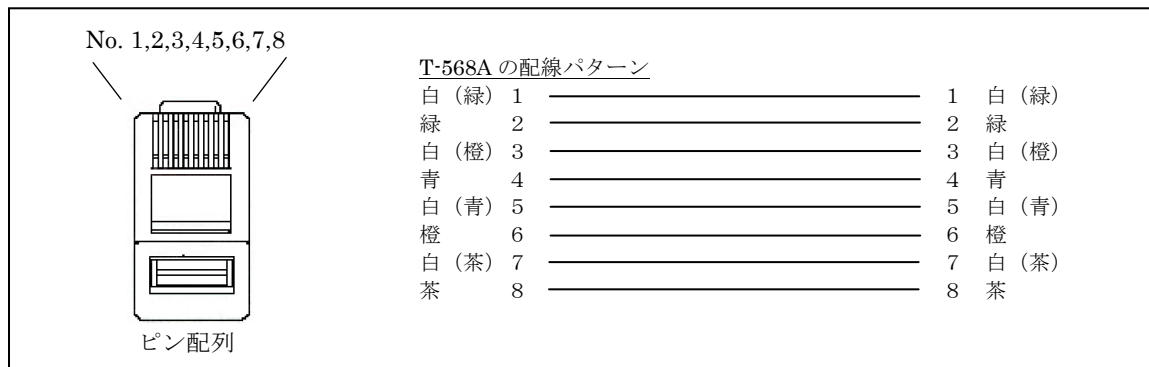 No. 1,2,3,4,5,6,7,8
T-568A の配線パターン
白（緑） 1 1 白（緑）
緑 2 2 緑
白（橙） 3 3 白（橙）
青 4 4 青
白（青） 5 5 白（青）
橙 6 6 橙
白（茶） 7 7 白（茶）
茶 8 8 茶
ピン配列